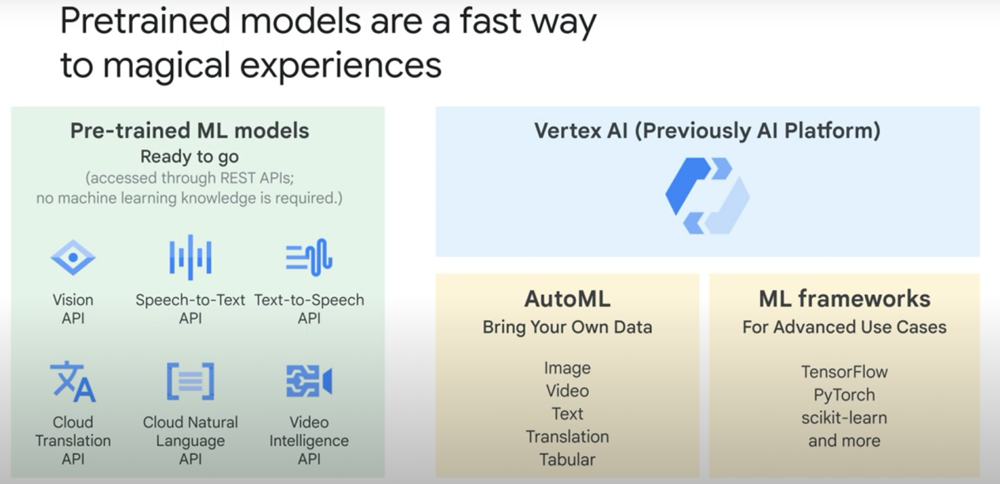 Pretrained models are a fast way
to magical experiences
Pre-trained ML models
Ready to go
(accessed through REST APIs;
no machine learning knowledge is required.)
Vision
API
Speech-to-Text
API
Text-to-Speech
API
Cloud
Translation
API
Cloud Natural
Language
API
Video
Intelligence
API
Vertex AI (Previously AI Platform)
AutoML
Bring Your Own Data
Image
Video
Text
Translation
Tabular
ML frameworks
For Advanced Use Cases
TensorFlow
PyTorch
scikit-learn
and more